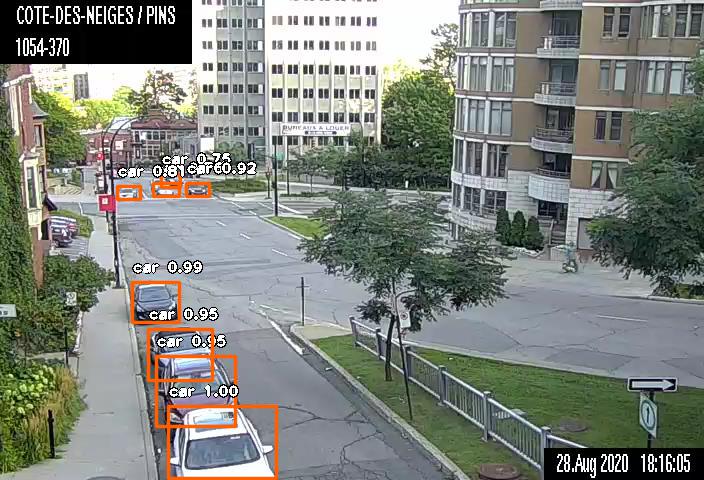 COTE-DES-NEIGES / PINS
1054-370
BUREAUX A LOUER
car 0.75
car 0.81
car 0.92
car 0.99
car 0.95
car 0.95
car 1.00
28.Aug 2020 18:16:05